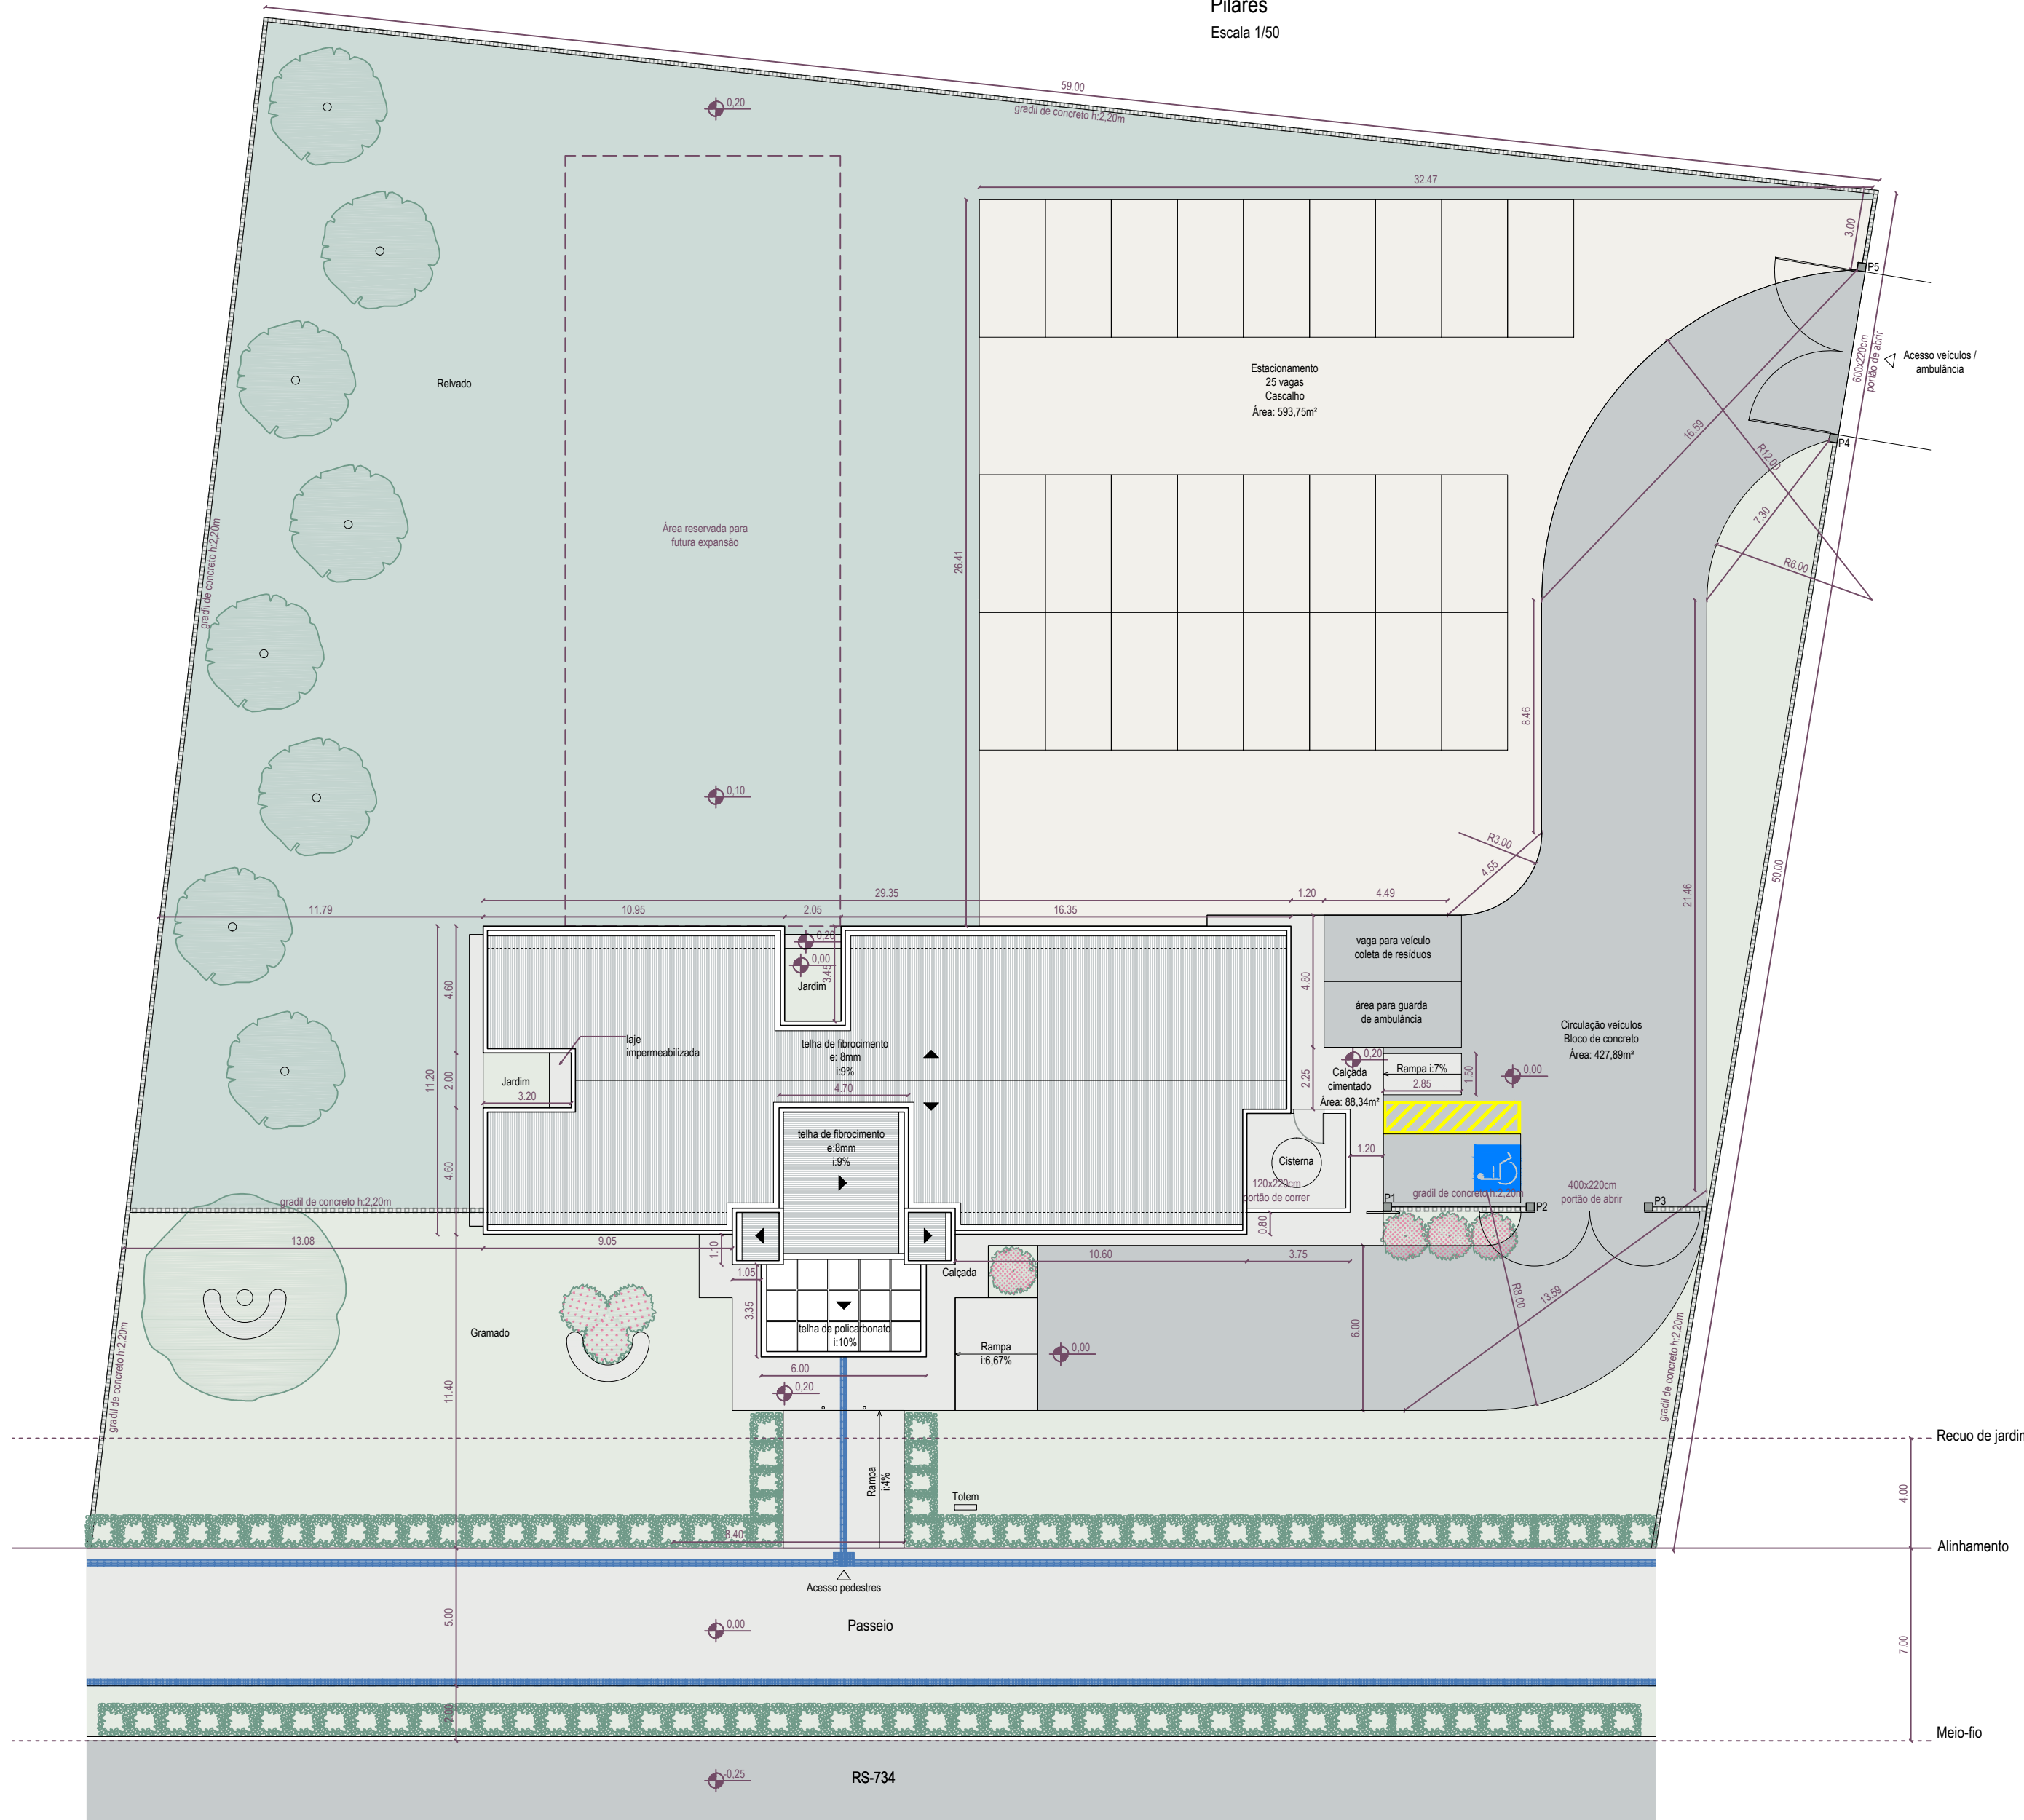 Pilares
Escala 1/50
59.00
gradil de concreto h:2,20m
0,20
32.47
3.00
P5
600x220cm
portão de abrir
Acesso veículos /
ambulância
Relvado
Estacionamento
25 vagas
Cascalho
Área: 593,75m²
16.59
R12.00
P4
7.30
R6.00
gradil de concreto h:2,20m
Área reservada para
futura expansão
26.41
8.46
0,10
R3.00
4.55
21.46
50.00
29.35
1.20
4.49
11.79
10.95
2.05
16.35
0,20
0,00
3.45
Jardim
4.60
4.80
vaga para veículo
coleta de resíduos
área para guarda
de ambulância
laje
impermeabilizada
telha de fibrocimento
e: 8mm
i:9%
Circulação veículos
Bloco de concreto
Área: 427,89m²
11.20
2.00
Jardim
3.20
4.70
2.25
0,20
Calçada
cimentado
Área: 88,34m²
Rampa i:7%
2.85
1.50
0,00
telha de fibrocimento
e:8mm
i:9%
4.60
Cisterna
1.20
120x220cm
portão de correr
P1
gradil de concreto h:2,20m
P2
400x220cm
portão de abrir
P3
gradil de concreto h:2,20m
0.80
13.08
9.05
1.10
1.05
Calçada
10.60
3.75
3.35
Gramado
telha de policarbonato
i:10%
Rampa
i:6,67%
0,00
6.00
R8.00
13.59
6.00
0,20
11.40
gradil de concreto h:2,20m
gradil de concreto h:2,20m
Recuo de jardim
Rampa
i:4%
Totem
4.00
8.40
Alinhamento
Acesso pedestres
5.00
0,00
Passeio
7.00
2.00
Meio-fio
-0,25
RS-734